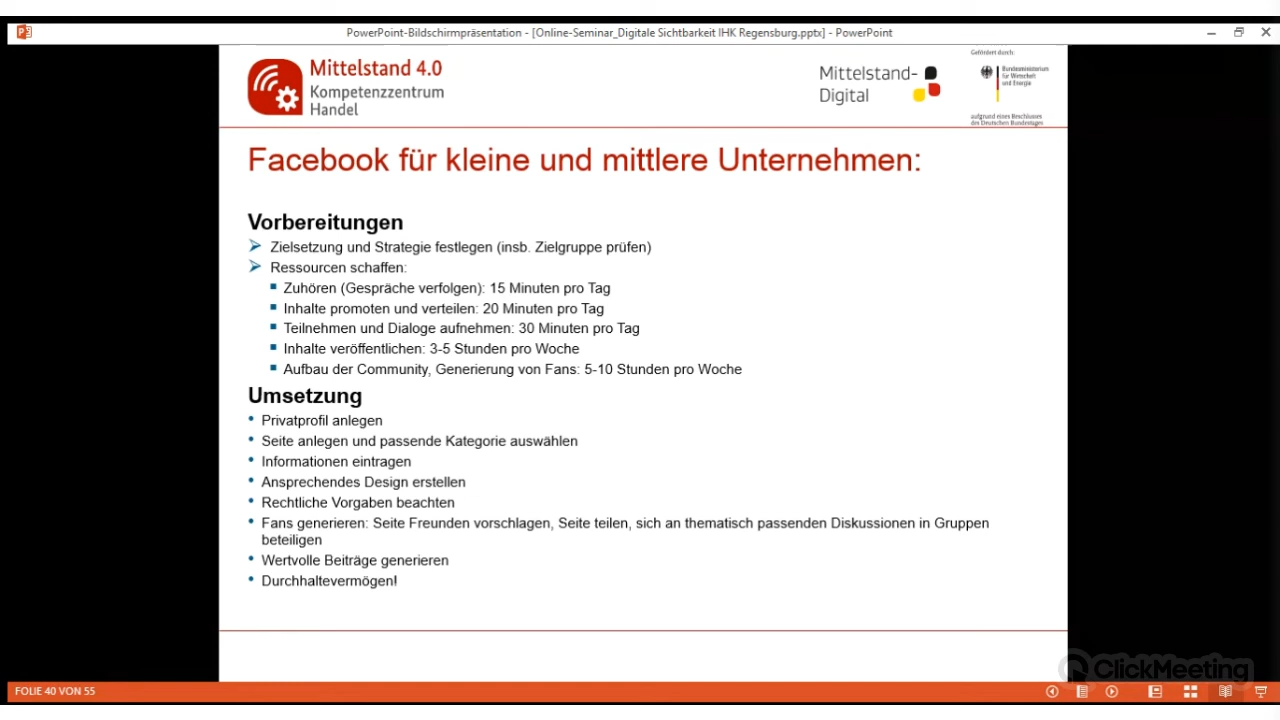 PowerPoint-Bildschirmpräsentation - [Online-Seminar_Digitale Sichtbarkeit IHK Regensburg.pptx] - PowerPoint
Mittelstand 4.0
Kompetenzzentrum
Handel
Mittelstand-
Digital
Gefördert durch:
Bundesministerium
für Wirtschaft
und Energie
aufgrund eines Beschlusses
des Deutschen Bundestages
Facebook für kleine und mittlere Unternehmen:
Vorbereitungen
Zielsetzung und Strategie festlegen (insb. Zielgruppe prüfen)
Ressourcen schaffen:
Zuhören (Gespräche verfolgen): 15 Minuten pro Tag
Inhalte promoten und verteilen: 20 Minuten pro Tag
Teilnehmen und Dialoge aufnehmen: 30 Minuten pro Tag
Inhalte veröffentlichen: 3-5 Stunden pro Woche
Aufbau der Community, Generierung von Fans: 5-10 Stunden pro Woche
Umsetzung
Privatprofil anlegen
Seite anlegen und passende Kategorie auswählen
Informationen eintragen
Ansprechendes Design erstellen
Rechtliche Vorgaben beachten
Fans generieren: Seite Freunden vorschlagen, Seite teilen, sich an thematisch passenden Diskussionen in Gruppen
beteiligen
Wertvolle Beiträge generieren
Durchhaltevermögen!
ClickMeeting
FOLIE 40 VON 55